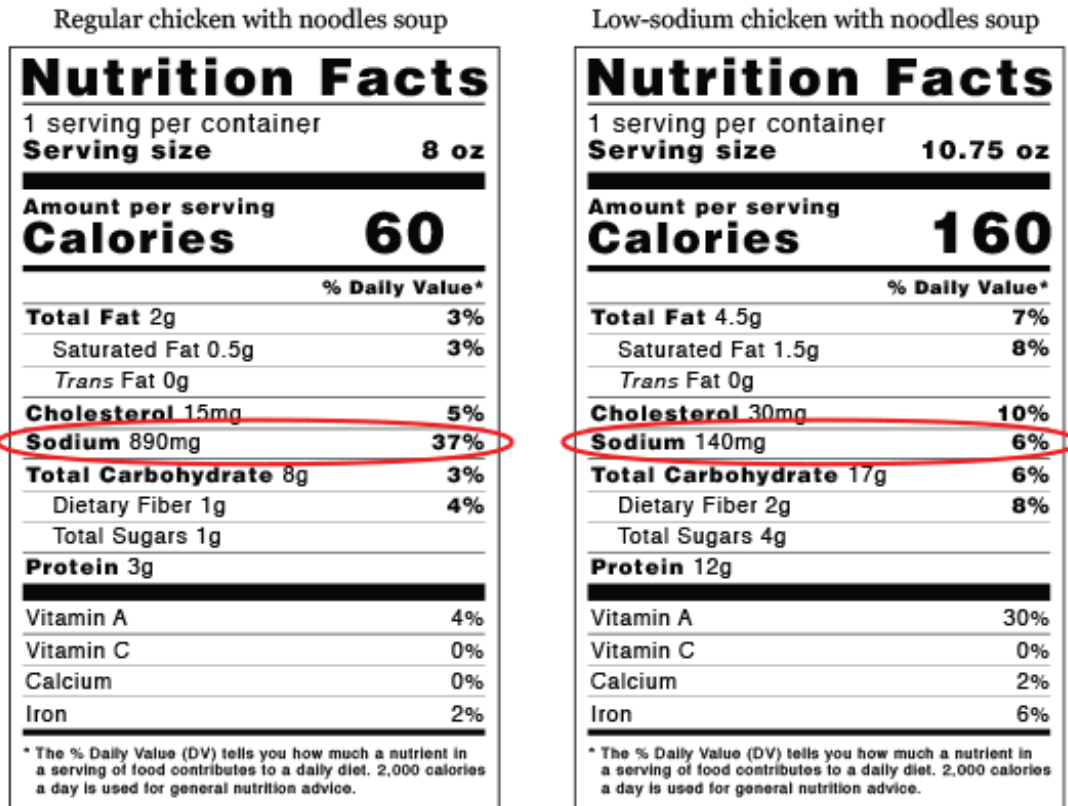 Regular chicken with noodles soup
Nutrition Facts
1 serving per container
Serving size 8 oz
Amount per serving
Calories 60
% Daily Value*
Total Fat 2g 3%
Saturated Fat 0.5g 3%
Trans Fat 0g
Cholesterol 15mg 5%
Sodium 890mg 37%
Total Carbohydrate 8g 3%
Dietary Fiber 1g 4%
Total Sugars 1g
Protein 3g
Vitamin A 4%
Vitamin C 0%
Calcium 0%
Iron 2%
* The % Daily Value (DV) tells you how much a nutrient in
a serving of food contributes to a daily diet. 2,000 calories
a day is used for general nutrition advice.
Low-sodium chicken with noodles soup
Nutrition Facts
1 serving per container
Serving size 10.75 oz
Amount per serving
Calories 160
% Daily Value*
Total Fat 4.5g 7%
Saturated Fat 1.5g 8%
Trans Fat 0g
Cholesterol 30mg 10%
Sodium 140mg 6%
Total Carbohydrate 17g 6%
Dietary Fiber 2g 8%
Total Sugars 4g
Protein 12g
Vitamin A 30%
Vitamin C 0%
Calcium 2%
Iron 6%
* The % Daily Value (DV) tells you how much a nutrient in
a serving of food contributes to a daily diet. 2,000 calories
a day is used for general nutrition advice.